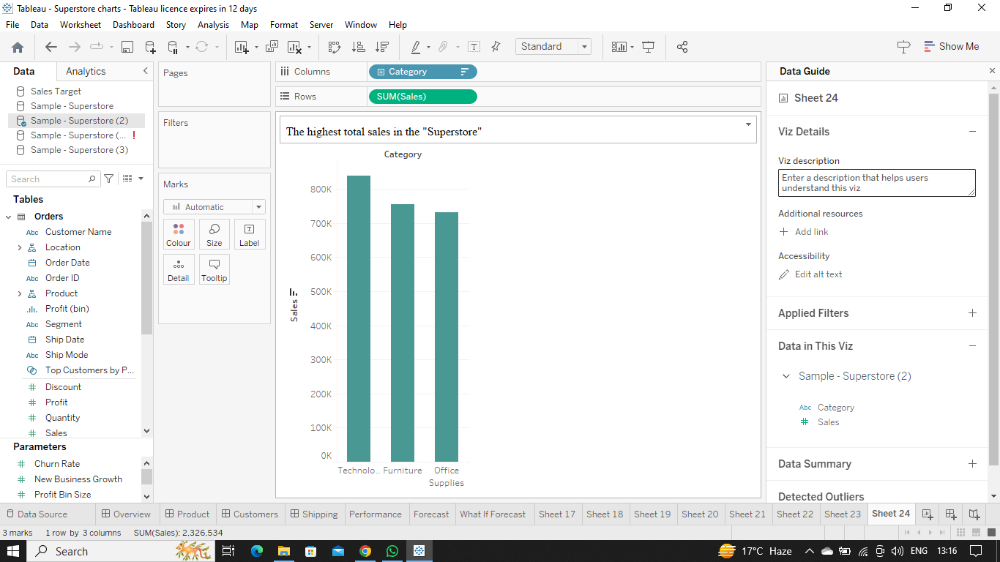 Tableau - Superstore charts - Tableau licence expires in 12 days
File Data Worksheet Dashboard Story Analysis Map Format Server Window Help
Standard
Show Me
Data Analytics
Sales Target
Sample - Superstore
Sample - Superstore (2)
Sample - Superstore (... !
Sample - Superstore (3)
Search
Tables
Orders
Abc Customer Name
Location
Order Date
Abc Order ID
Product
Profit (bin)
Abc Segment
Ship Date
Abc Ship Mode
Top Customers by P...
# Discount
# Profit
# Quantity
# Sales
Parameters
# Churn Rate
# New Business Growth
# Profit Bin Size
Pages
Filters
Marks
Automatic
Colour Size Label
Detail Tooltip
Columns Category
Rows SUM(Sales)
The highest total sales in the "Superstore"
Category
800K
700K
600K
500K
400K
300K
200K
100K
0K
Sales
Technolo.. Furniture Office
Supplies
Data Guide
Sheet 24
Viz Details
Viz description
Enter a description that helps users
understand this viz
Additional resources
Add link
Accessibility
Edit alt text
Applied Filters
Data in This Viz
Sample - Superstore (2)
Abc Category
# Sales
Data Summary
Detected Outliers
Data Source Overview Product Customers Shipping Performance Forecast What If Forecast Sheet 17 Sheet 18 Sheet 19 Sheet 20 Sheet 21 Sheet 22 Sheet 23 Sheet 24
3 marks 1 row by 3 columns SUM(Sales): 2,326,534
Search 17°C Haze ENG 13:16